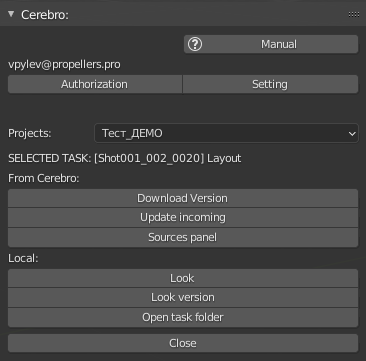 Cerebro:
Manual
vpylev@propellers.pro
Authorization Setting
Projects: Тест_ДЕМО
SELECTED TASK: [Shot001_002_0020] Layout
From Cerebro:
Download Version
Update incoming
Sources panel
Local:
Look
Look version
Open task folder
Close